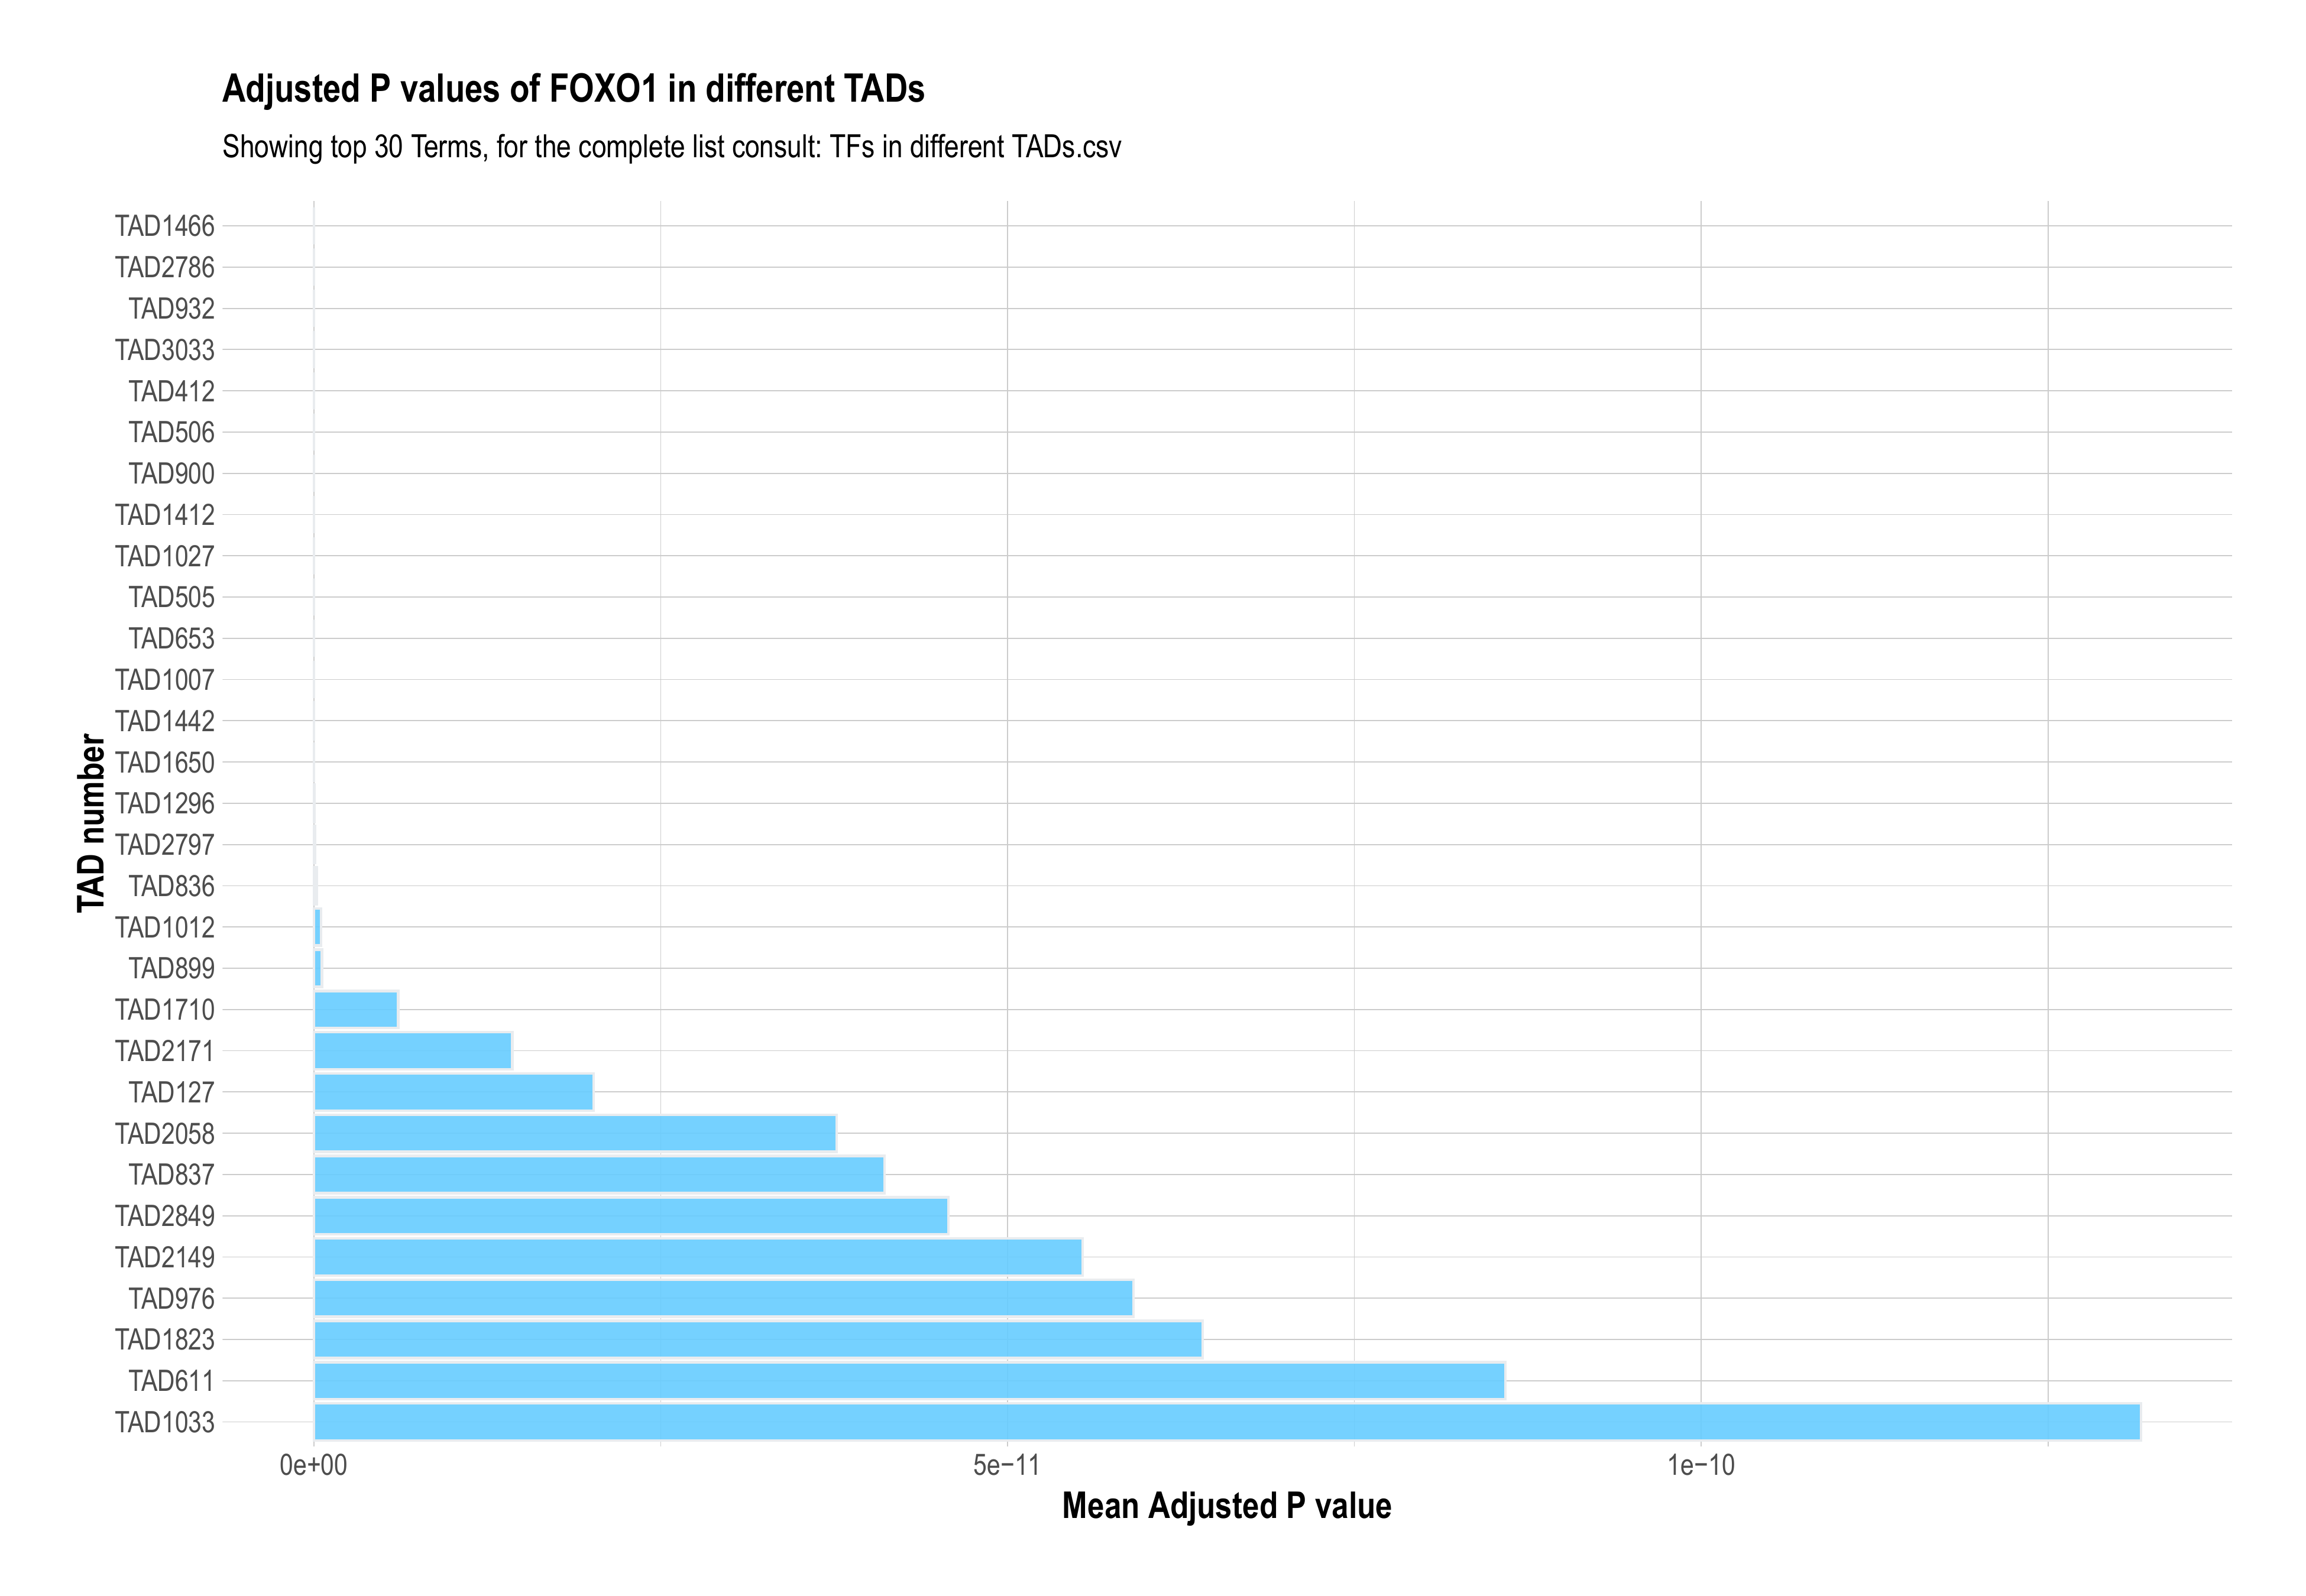 Adjusted P values of FOXO1 in different TADs
Showing top 30 Terms, for the complete list consult: TFs in different TADs.csv
TAD number
TAD1466
TAD2786
TAD932
TAD3033
TAD412
TAD506
TAD900
TAD1412
TAD1027
TAD505
TAD653
TAD1007
TAD1442
TAD1650
TAD1296
TAD2797
TAD836
TAD1012
TAD899
TAD1710
TAD2171
TAD127
TAD2058
TAD837
TAD2849
TAD2149
TAD976
TAD1823
TAD611
TAD1033
0e+00 5e−11 1e−10
Mean Adjusted P value